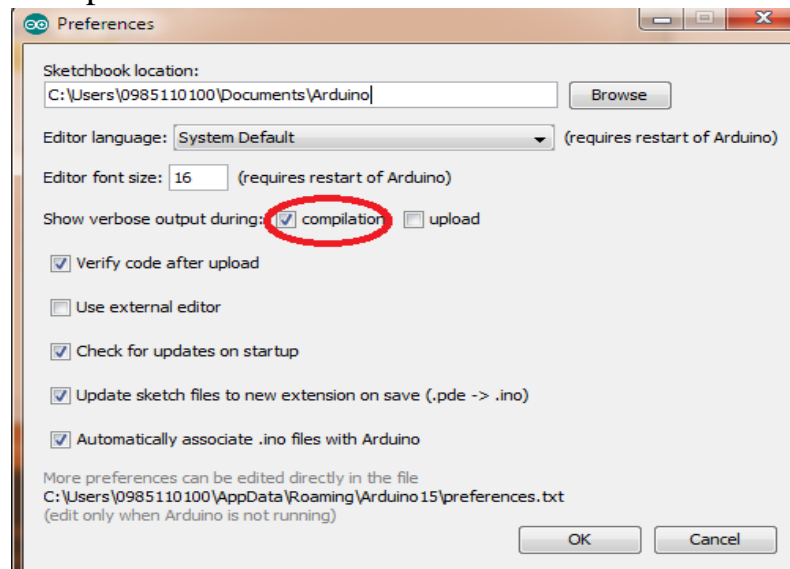 Preferences
Sketchbook location:
C:\Users\0985110100\Documents\Arduino
Browse
Editor language: System Default (requires restart of Arduino)
Editor font size: 16 (requires restart of Arduino)
Show verbose output during: compilation upload
Verify code after upload
Use external editor
Check for updates on startup
Update sketch files to new extension on save (.pde -> .ino)
Automatically associate .ino files with Arduino
More preferences can be edited directly in the file
C:\Users\0985110100\AppData\Roaming\Arduino15\preferences.txt
(edit only when Arduino is not running)
OK Cancel